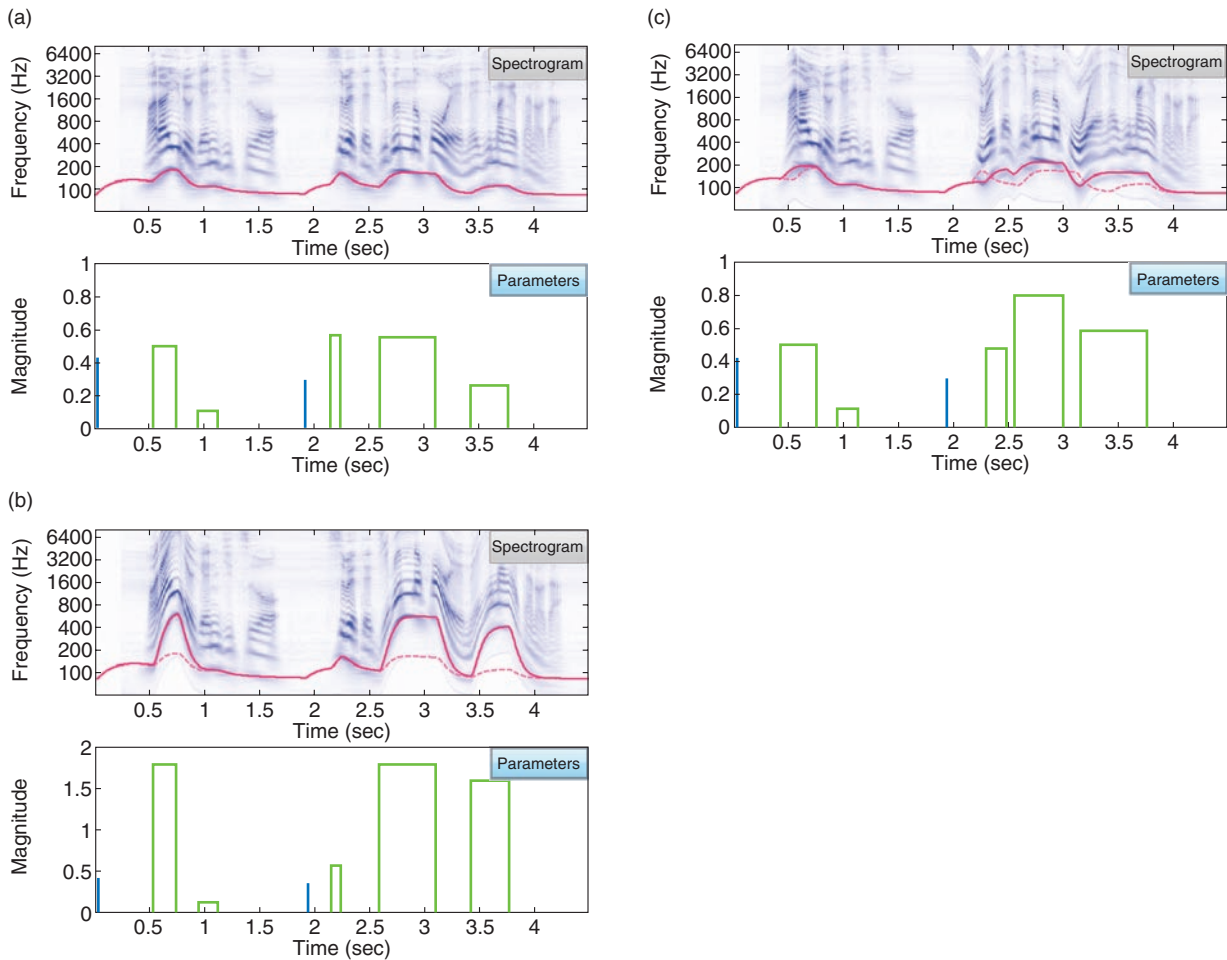 (a)
Frequency (Hz)
6400
3200
1600
800
400
200
100
Spectrogram
0.5 1 1.5 2 2.5 3 3.5 4
Time (sec)
Magnitude
1
0.8
0.6
0.4
0.2
0
Parameters
0.5 1 1.5 2 2.5 3 3.5 4
Time (sec)
(c)
Frequency (Hz)
6400
3200
1600
800
400
200
100
Spectrogram
0.5 1 1.5 2 2.5 3 3.5 4
Time (sec)
Magnitude
1
0.8
0.6
0.4
0.2
0
Parameters
0.5 1 1.5 2 2.5 3 3.5 4
Time (sec)
(b)
Frequency (Hz)
6400
3200
1600
800
400
200
100
Spectrogram
0.5 1 1.5 2 2.5 3 3.5 4
Time (sec)
Magnitude
2
1.5
1
0.5
0
Parameters
0.5 1 1.5 2 2.5 3 3.5 4
Time (sec)